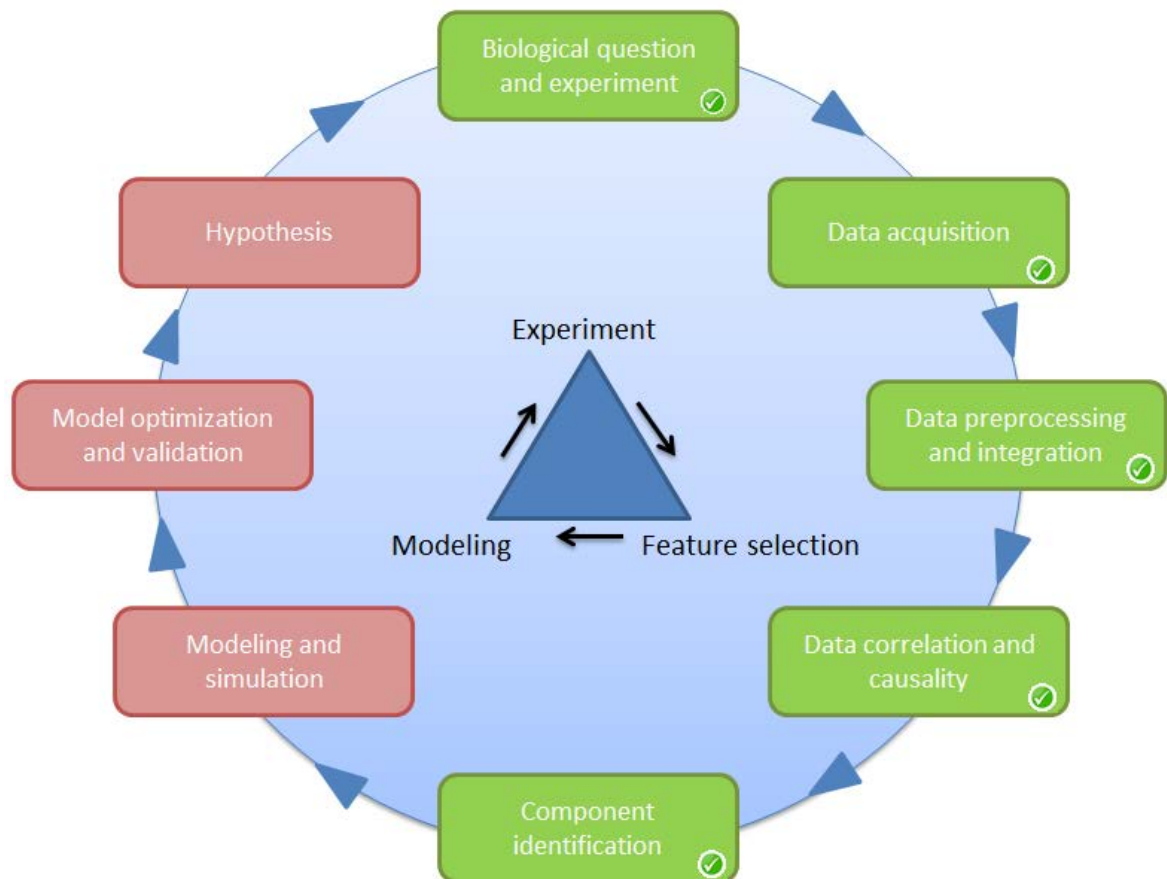 Biological question
and experiment
Data acquisition
Data preprocessing
and integration
Data correlation and
causality
Component
identification
Modeling and
simulation
Model optimization
and validation
Hypothesis
Experiment
Feature selection
Modeling